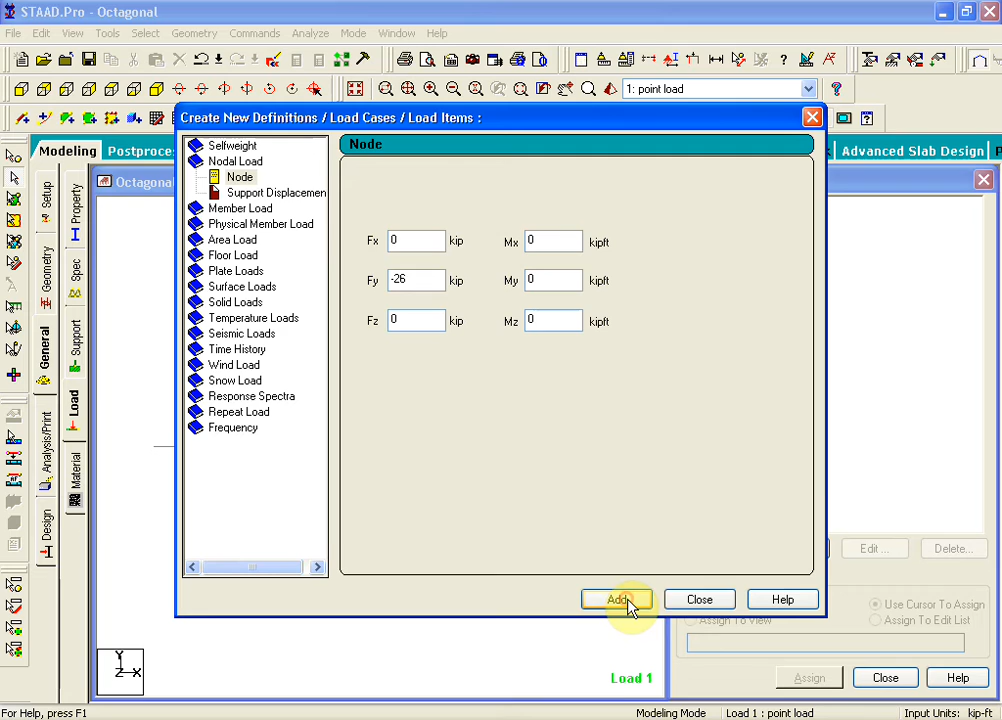 STAAD.Pro - Octagonal
File Edit View Tools Select Geometry Commands Analyze Mode Window Help
1: point load
Create New Definitions / Load Cases / Load Items :
Modeling Postproces Advanced Slab Design
Octagonal
Setup
Geometry
General
Analysis/Print
Design
Property
Spec
Support
Load
Material
Selfweight
Nodal Load
Node
Support Displacemen
Member Load
Physical Member Load
Area Load
Floor Load
Plate Loads
Surface Loads
Solid Loads
Temperature Loads
Seismic Loads
Time History
Wind Load
Snow Load
Response Spectra
Repeat Load
Frequency
Node
Fx 0 kip Mx 0 kipft
Fy -26 kip My 0 kipft
Fz 0 kip Mz 0 kipft
Add Close Help
Edit ... Delete...
Use Cursor To Assign
Assign To View Assign To Edit List
Assign Close Help
Y
Z X
Load 1
For Help, press F1 Modeling Mode Load 1 : point load Input Units: kip-ft